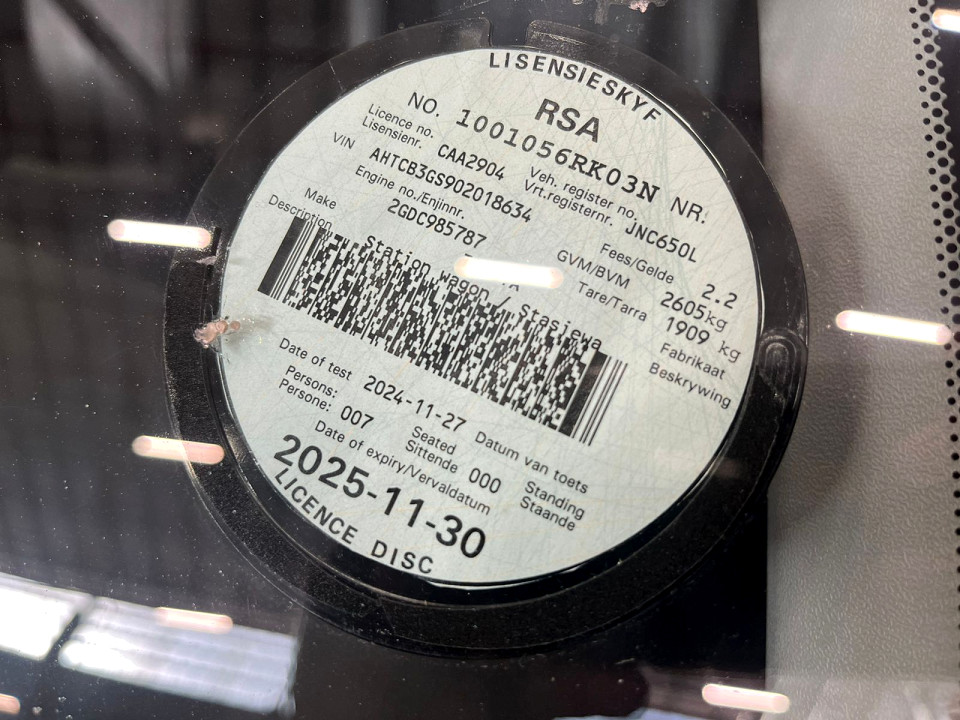 LISENSIESKYF
RSA
NO. 1001056RK03N NR.
Licence no. CAA2904 Veh. register no. JNC650L
Lisensienr. Vrt.registernr.
VIN AHTCB3GS902018634 Fees/Gelde 2.2
Engine no./Enjinnr. GVM/BVM 2605kg
2GDC985787 Tare/Tarra 1909 kg
Make Fabrikaat
Description Station wagon / Stasiewa Beskrywing
Date of test 2024-11-27 Datum van toets
Persons: 007 Seated 000 Standing
Persone: Sittende Staande
Date of expiry/Vervaldatum
2025-11-30
LICENCE DISC